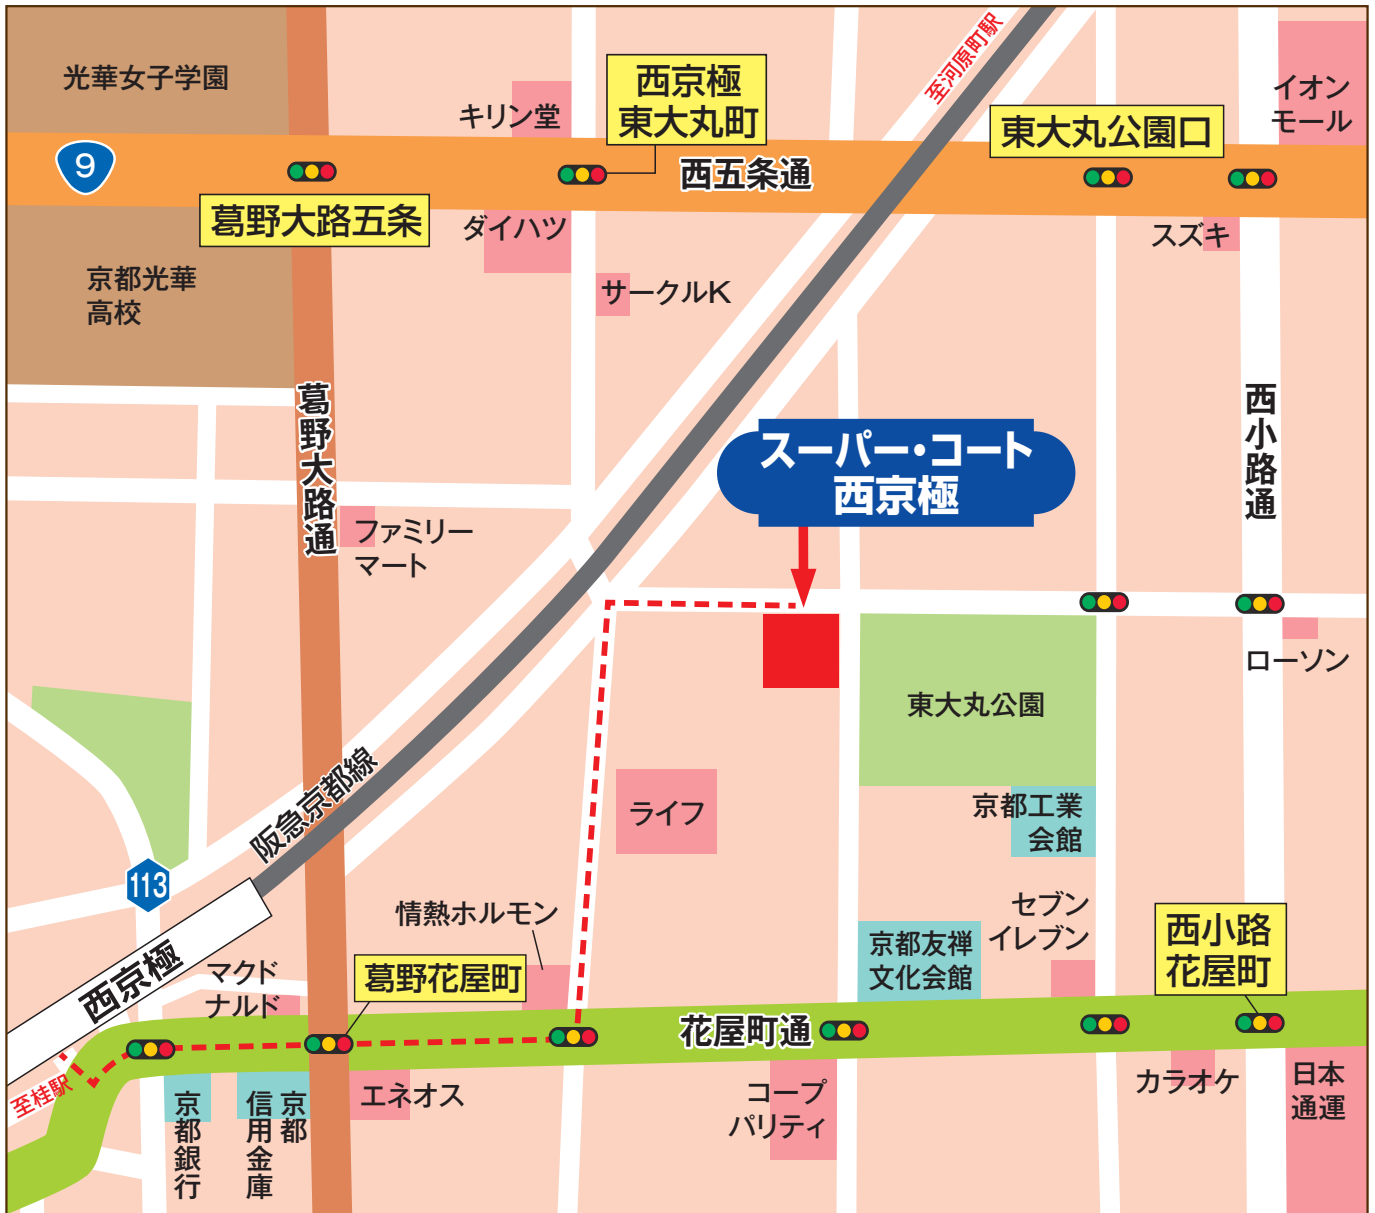 光華女子学園
キリン堂
西京極
東大丸町
至河原町駅
東大丸公園口
イオン
モール
9
西五条通
葛野大路五条
ダイハツ
スズキ
京都光華
高校
サークルK
葛野大路通
西小路通
スーパー・コート
西京極
ファミリー
マート
ローソン
東大丸公園
阪急京都線
ライフ
京都工業
会館
113
情熱ホルモン
セブン
イレブン
京都友禅
文化会館
西小路
花屋町
西京極
マクド
ナルド
葛野花屋町
花屋町通
至桂駅
京都銀行
京都
信用金庫
エネオス
コープ
パリティ
カラオケ
日本
通運